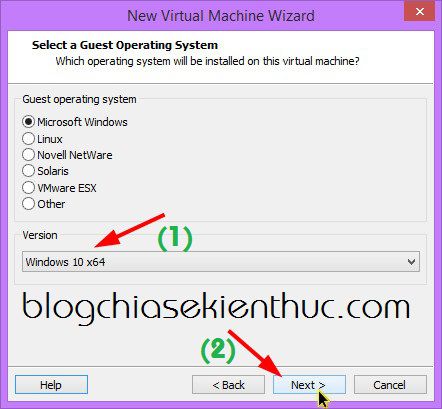 New Virtual Machine Wizard
Select a Guest Operating System
Which operating system will be installed on this virtual machine?
Guest operating system
Microsoft Windows
Linux
Novell NetWare
Solaris
VMware ESX
Other
(1)
Version
Windows 10 x64
blogchiasekienthuc.com
(2)
Help
< Back
Next >
Cancel